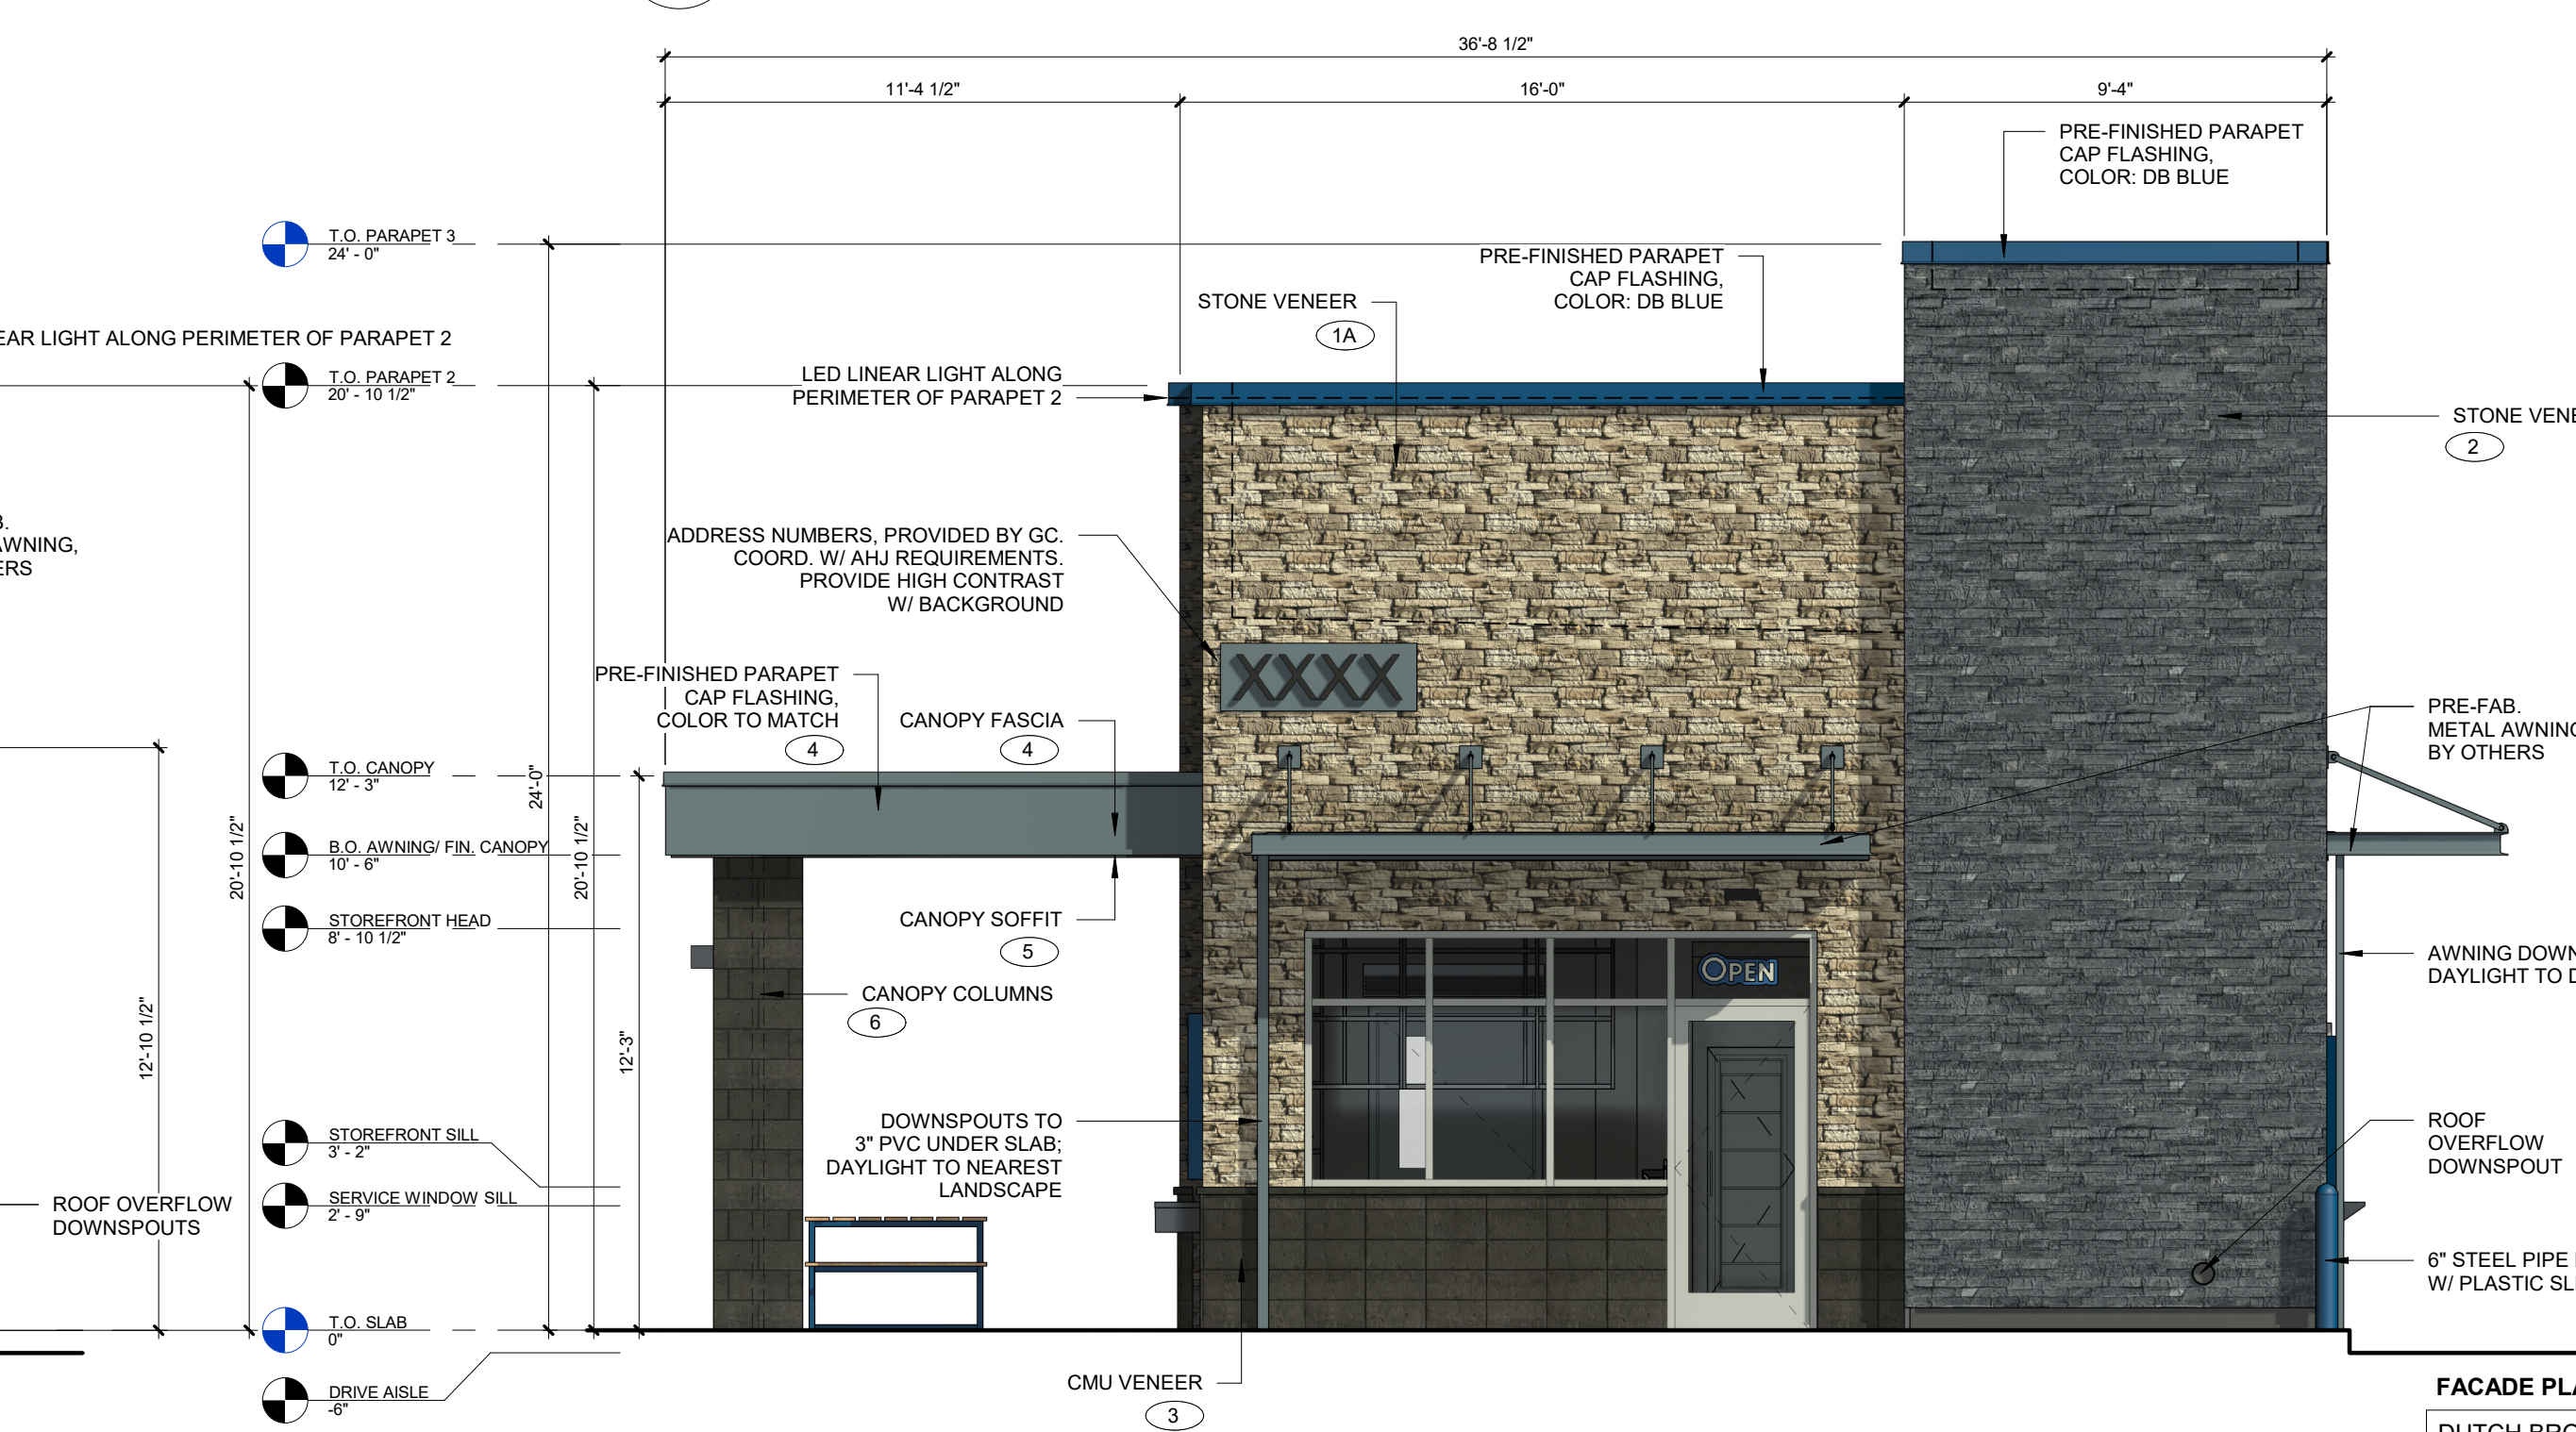 36'-8 1/2"
11'-4 1/2"
16'-0"
9'-4"
PRE-FINISHED PARAPET
CAP FLASHING,
COLOR: DB BLUE
T.O. PARAPET 3
24' - 0"
PRE-FINISHED PARAPET
CAP FLASHING,
COLOR: DB BLUE
STONE VENEER
1A
EAR LIGHT ALONG PERIMETER OF PARAPET 2
T.O. PARAPET 2
20' - 10 1/2"
LED LINEAR LIGHT ALONG
PERIMETER OF PARAPET 2
STONE VENE
2
AWNING,
ERS
ADDRESS NUMBERS, PROVIDED BY GC.
COORD. W/ AHJ REQUIREMENTS.
PROVIDE HIGH CONTRAST
W/ BACKGROUND
XXXX
PRE-FINISHED PARAPET
CAP FLASHING,
COLOR TO MATCH
4
CANOPY FASCIA
4
PRE-FAB.
METAL AWNING
BY OTHERS
T.O. CANOPY
12' - 3"
24'-0"
20'-10 1/2"
20'-10 1/2"
B.O. AWNING/ FIN. CANOPY
10' - 6"
STOREFRONT HEAD
8' - 10 1/2"
CANOPY SOFFIT
5
OPEN
AWNING DOWN
DAYLIGHT TO D
CANOPY COLUMNS
6
12'-10 1/2"
12'-3"
STOREFRONT SILL
3' - 2"
DOWNSPOUTS TO
3" PVC UNDER SLAB;
DAYLIGHT TO NEAREST
LANDSCAPE
ROOF
OVERFLOW
DOWNSPOUT
ROOF OVERFLOW
DOWNSPOUTS
SERVICE WINDOW SILL
2' - 9"
6" STEEL PIPE
W/ PLASTIC SL
T.O. SLAB
0"
DRIVE AISLE
-6"
CMU VENEER
3
FACADE PLA
DUTCH BRO